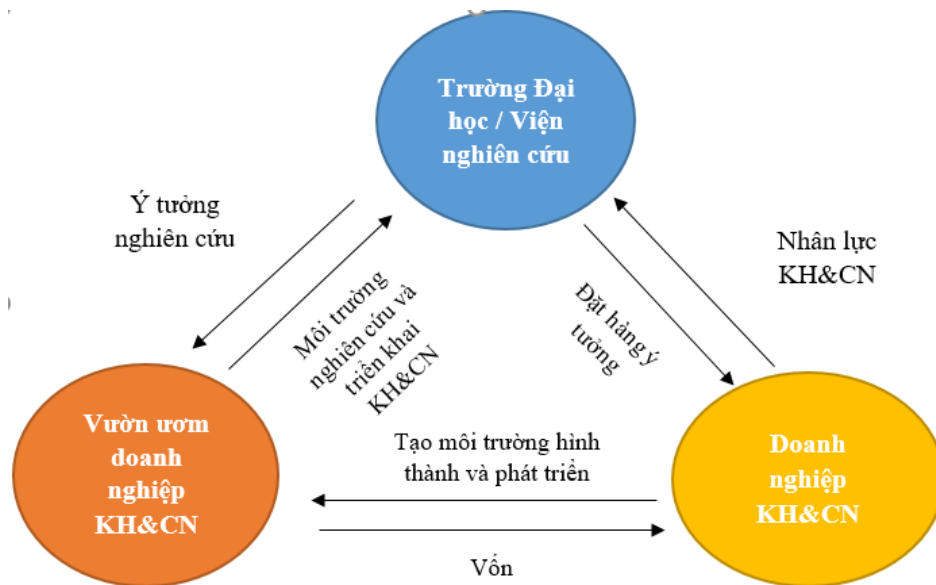 Trường Đại
học / Viện
nghiên cứu
Ý tưởng
nghiên cứu
Nhân lực
KH&CN
Môi trường
nghiên cứu và
triển khai
KH&CN
Đặt hàng ý
tưởng
Vườn ươm
doanh
nghiệp
KH&CN
Tạo môi trường hình
thành và phát triển
Doanh
nghiệp
KH&CN
Vốn